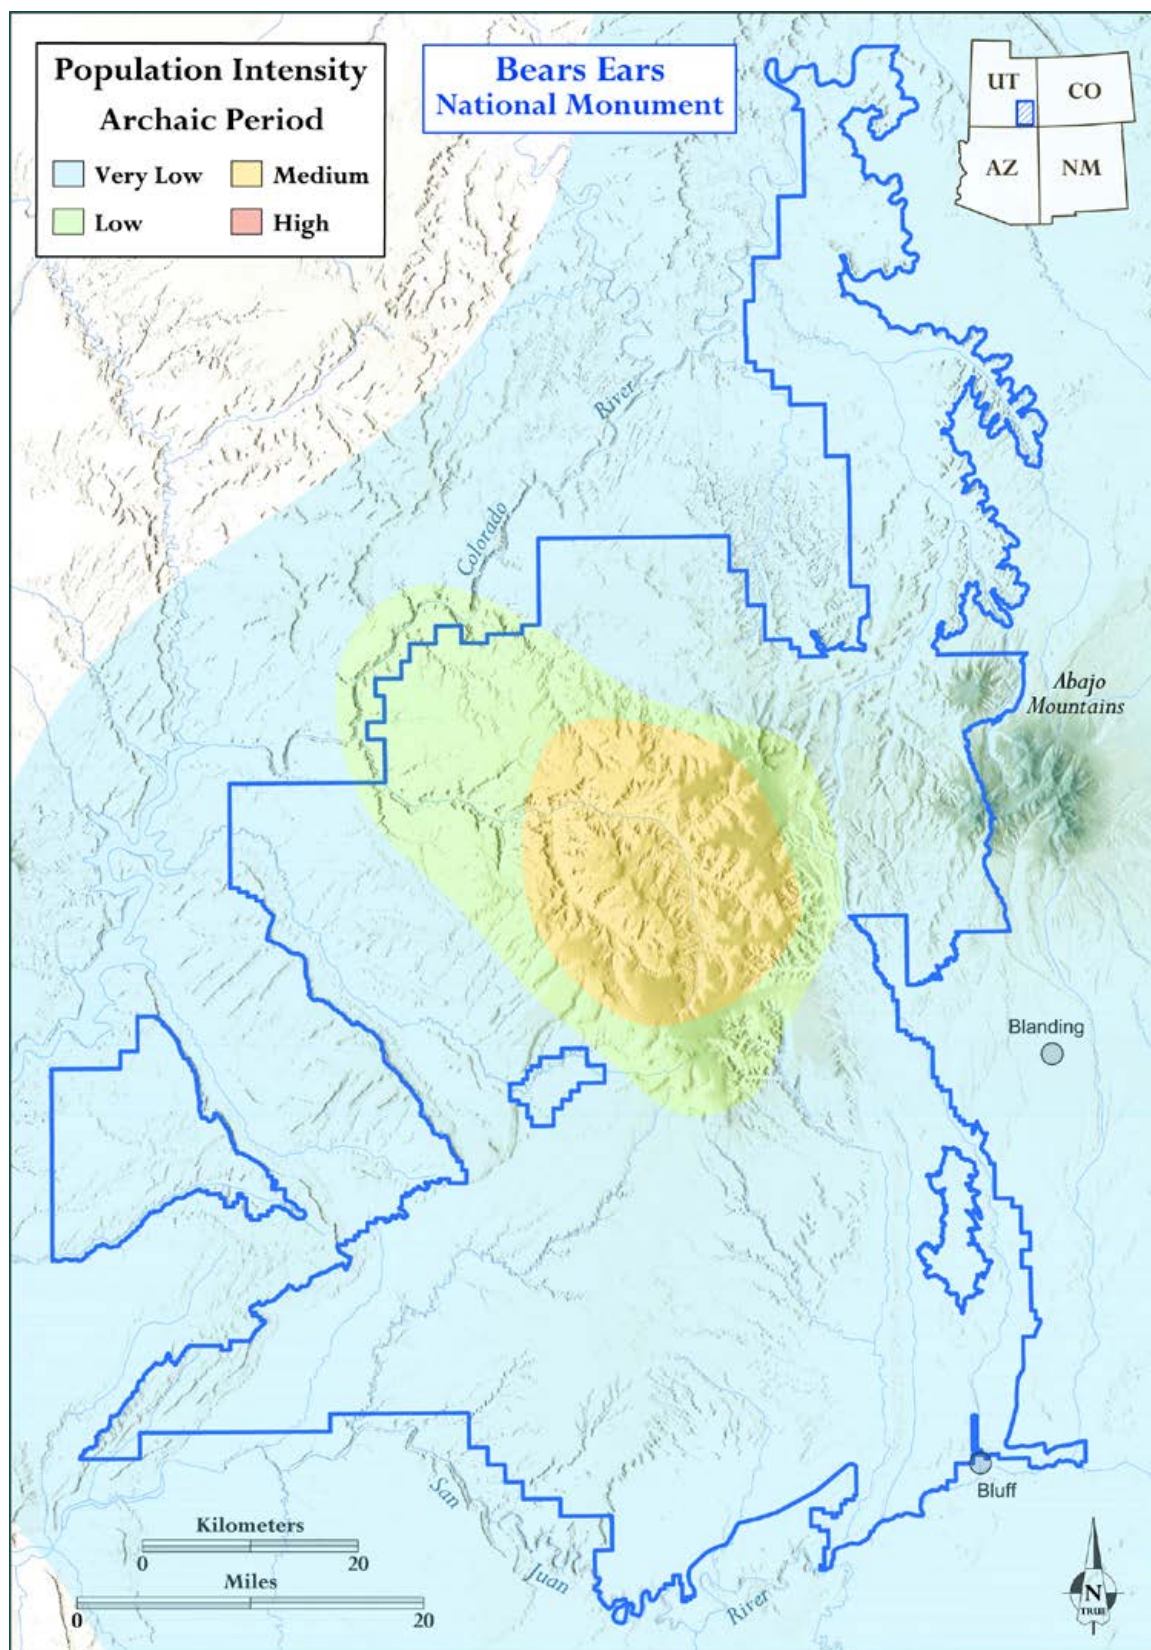 Population Intensity
Archaic Period
Very Low
Medium
Low
High
Bears Ears
National Monument
UT
CO
AZ
NM
River
Colorado
Abajo
Mountains
Blanding
Bluff
San
Juan
River
Kilometers
0
20
Miles
0
20
N
TRUE